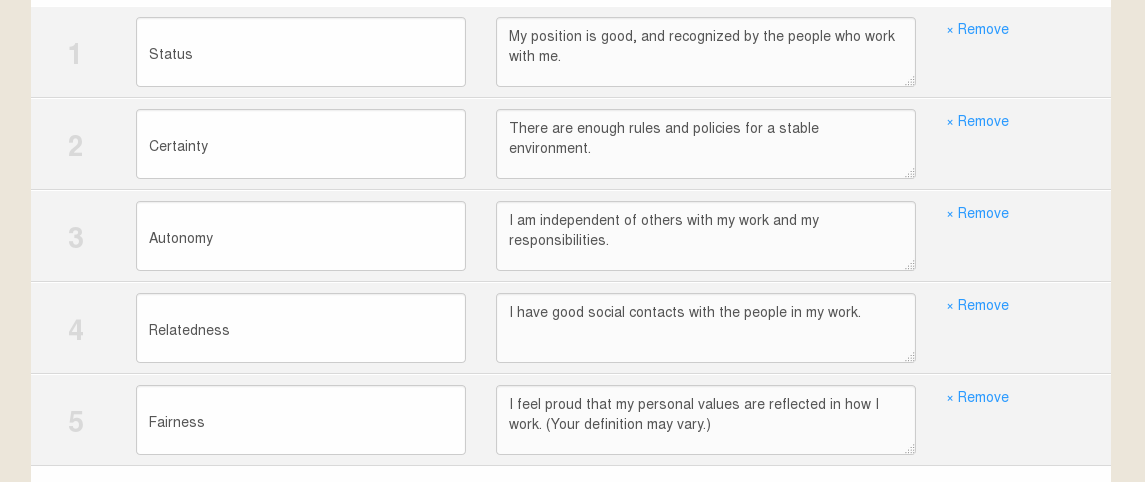 1
Status
My position is good, and recognized by the people who work
with me.
× Remove
2
Certainty
There are enough rules and policies for a stable
environment.
× Remove
3
Autonomy
I am independent of others with my work and my
responsibilities.
× Remove
4
Relatedness
I have good social contacts with the people in my work.
× Remove
5
Fairness
I feel proud that my personal values are reflected in how I
work. (Your definition may vary.)
× Remove